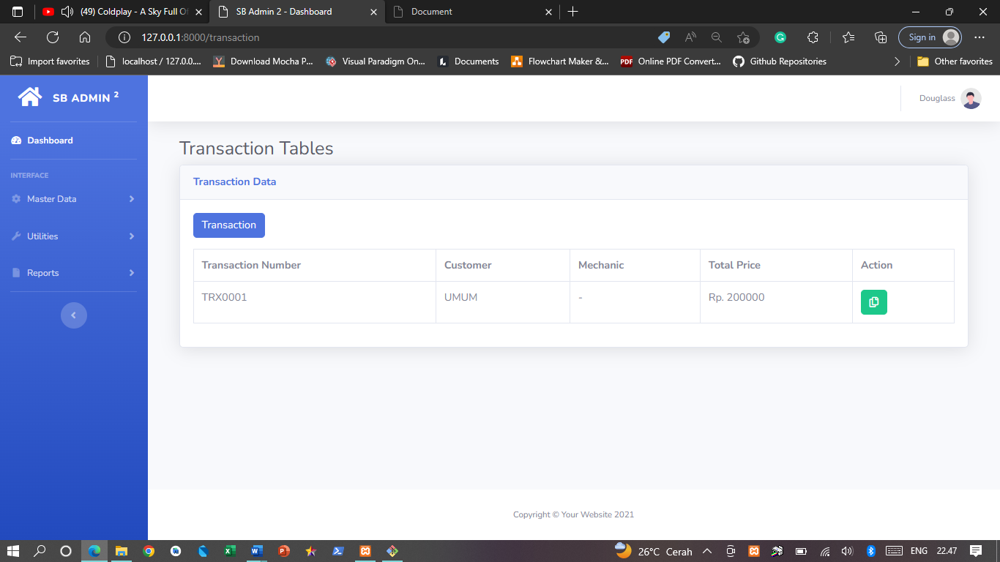 (49) Coldplay - A Sky Full Of
SB Admin 2 - Dashboard
Document
127.0.0.1:8000/transaction
Sign in
Import favorites
localhost / 127.0.0....
Download Mocha P...
Visual Paradigm On...
Documents
Flowchart Maker &...
PDF
Online PDF Convert...
Github Repositories
Other favorites
SB ADMIN 2
Douglass
Dashboard
INTERFACE
Master Data
Utilities
Reports
Transaction Tables
Transaction Data
Transaction
Transaction Number Customer Mechanic Total Price Action
TRX0001 UMUM - Rp. 200000
Copyright © Your Website 2021
26°C Cerah
ENG
22.47